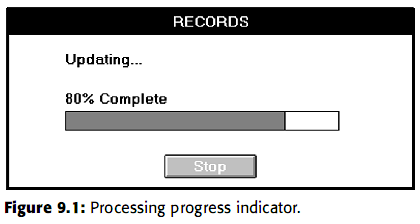 RECORDS
Updating...
80% Complete
Stop
Figure 9.1: Processing progress indicator.